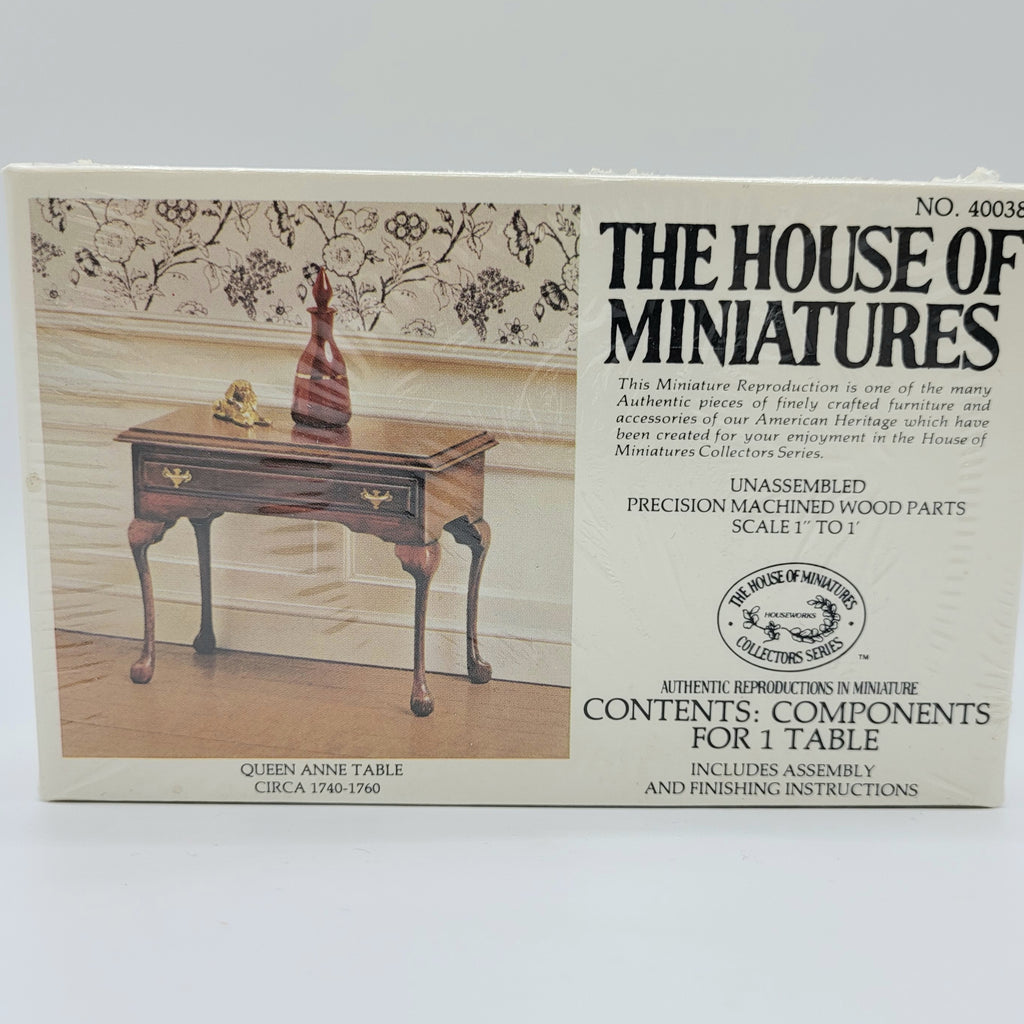 NO. 40038
THE HOUSE OF
MINIATURES
This Miniature Reproduction is one of the many
Authentic pieces of finely crafted furniture and
accessories of our American Heritage which have
been created for your enjoyment in the House of
Miniatures Collectors Series.
UNASSEMBLED
PRECISION MACHINED WOOD PARTS
SCALE 1" TO 1'
THE HOUSE OF MINIATURES
HOUSEWORKS
• COLLECTORS SERIES •
™
AUTHENTIC REPRODUCTIONS IN MINIATURE
CONTENTS: COMPONENTS
FOR 1 TABLE
INCLUDES ASSEMBLY
AND FINISHING INSTRUCTIONS
QUEEN ANNE TABLE
CIRCA 1740-1760